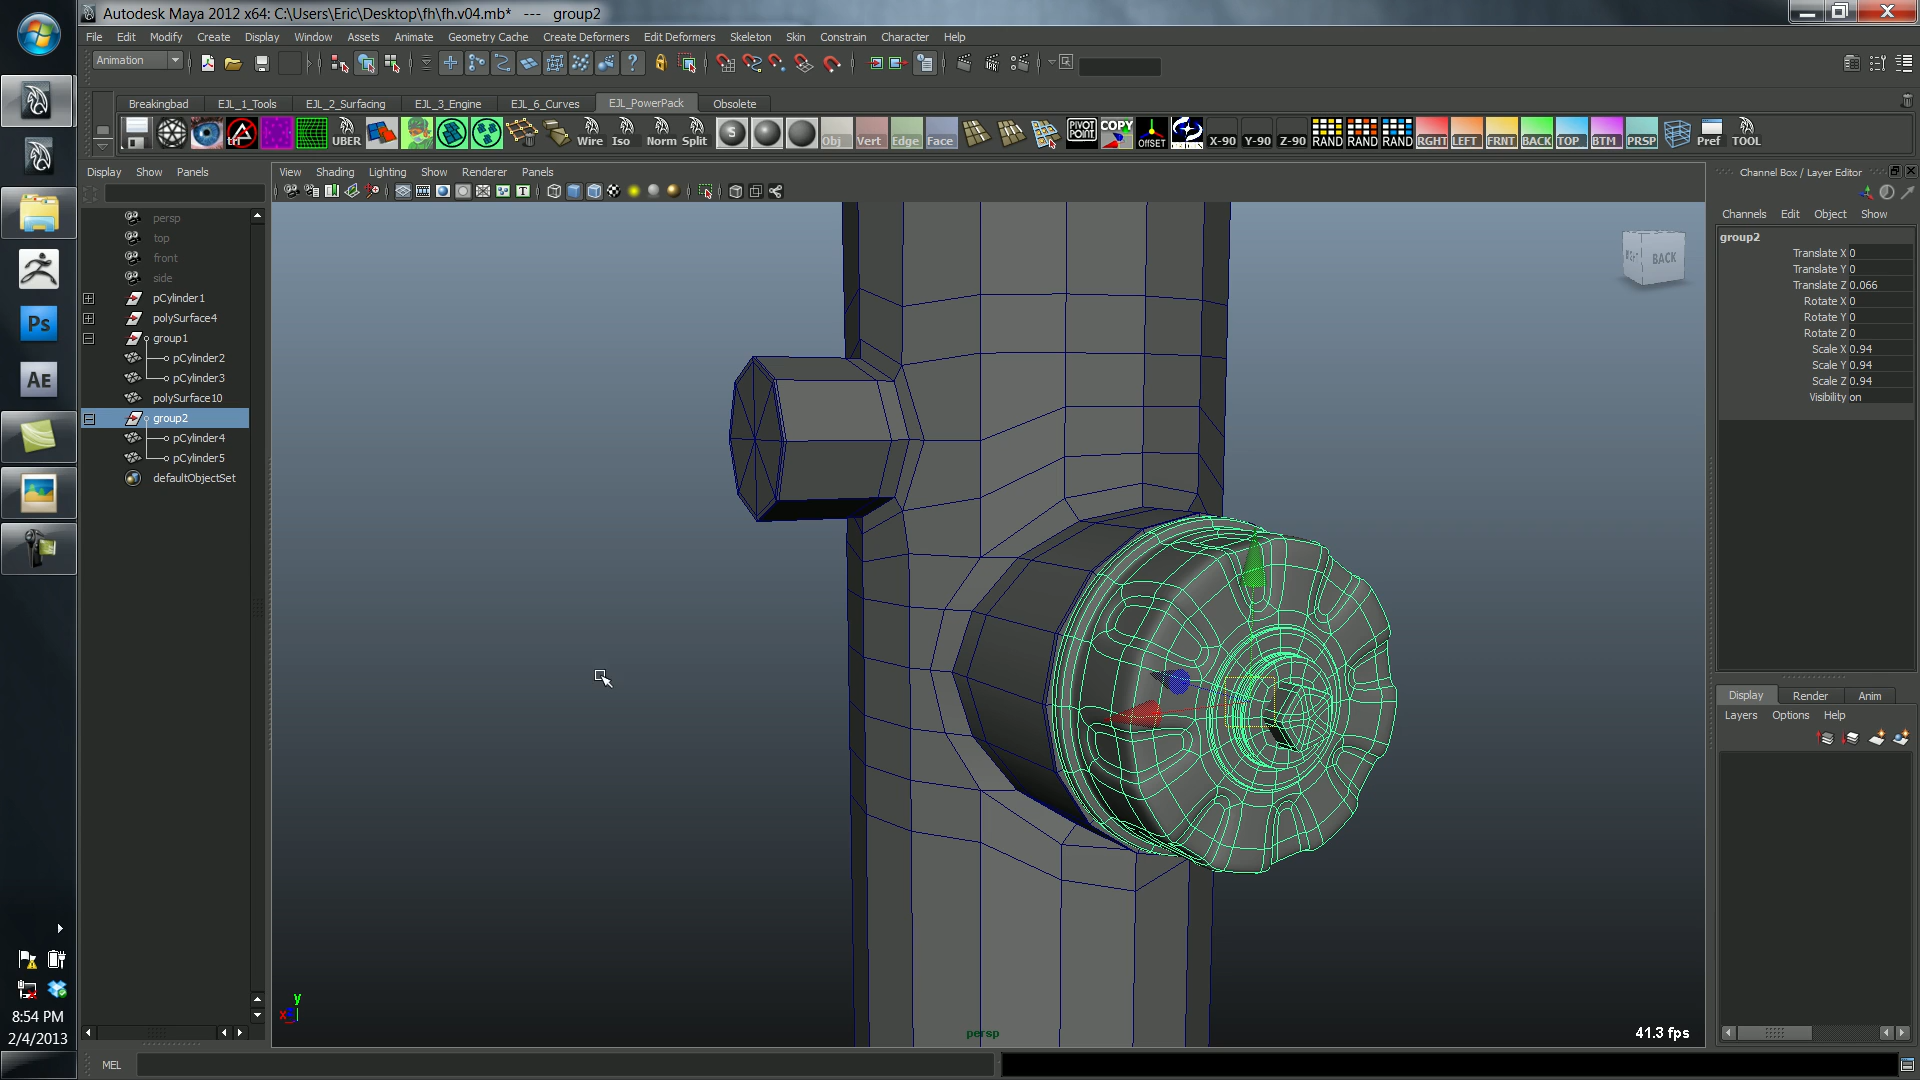 Autodesk Maya 2012 x64: C:\Users\Eric\Desktop\fh\fh.v04.mb* --- group2
File Edit Modify Create Display Window Assets Animate Geometry Cache Create Deformers Edit Deformers Skeleton Skin Constrain Character Help
Animation
Breakingbad EJL_1_Tools EJL_2_Surfacing EJL_3_Engine EJL_6_Curves EJL_PowerPack Obsolete
trI UBER Wire Iso Norm Split S Obj Vert Edge Face PIVOT POINT COPY OffSET X-90 Y-90 Z-90 RAND RAND RAND RGHT LEFT FRNT BACK TOP BTM PRSP Pref TOOL
Display Show Panels
View Shading Lighting Show Renderer Panels
persp
top
front
side
pCylinder1
polySurface4
group1
pCylinder2
pCylinder3
polySurface10
group2
pCylinder4
pCylinder5
defaultObjectSet
BACK
Channel Box / Layer Editor
Channels Edit Object Show
group2
Translate X 0
Translate Y 0
Translate Z 0.066
Rotate X 0
Rotate Y 0
Rotate Z 0
Scale X 0.94
Scale Y 0.94
Scale Z 0.94
Visibility on
Display Render Anim
Layers Options Help
Ps
AE
8:54 PM
2/4/2013
y
x
persp
41.3 fps
MEL